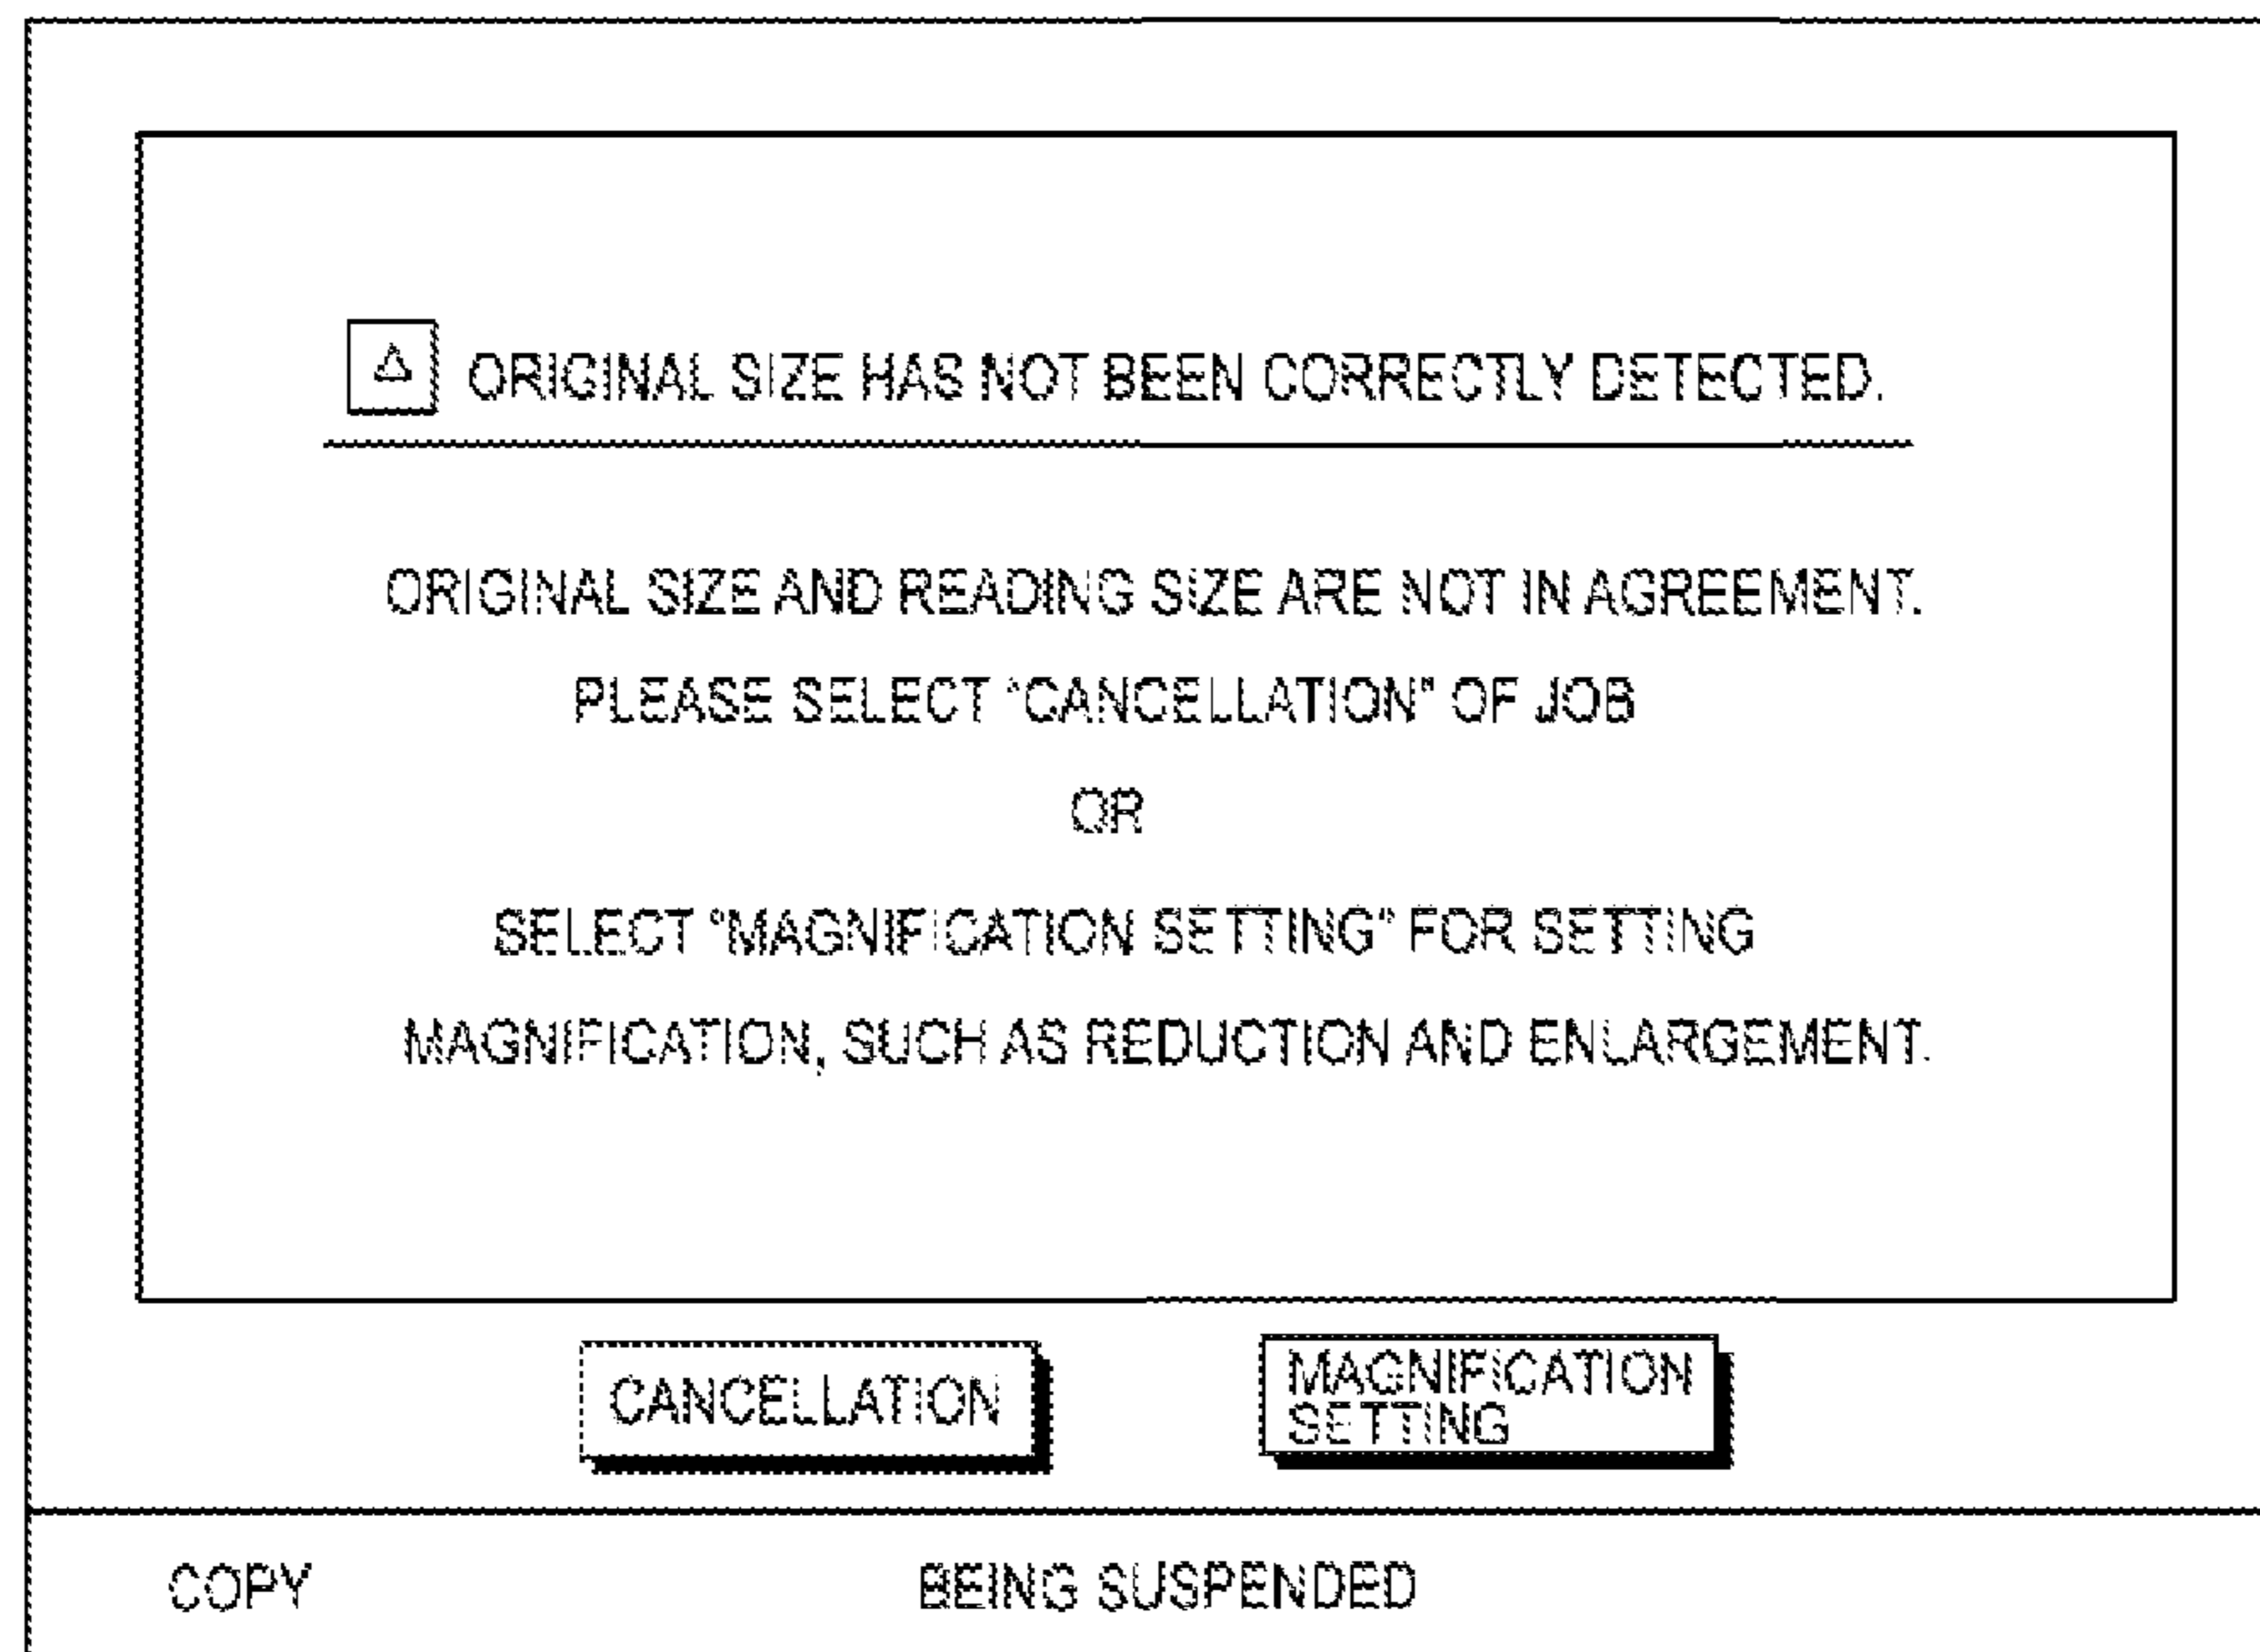 ORIGINAL SIZE HAS NOT BEEN CORRECTLY DETECTED.
ORIGINAL SIZE AND READING SIZE ARE NOT IN AGREEMENT.
PLEASE SELECT "CANCELLATION" OF JOB
OR
SELECT "MAGNIFICATION SETTING" FOR SETTING
MAGNIFICATION, SUCH AS REDUCTION AND ENLARGEMENT.
CANCELLATION
MAGNIFICATION
SETTING
COPY
BEING SUSPENDED